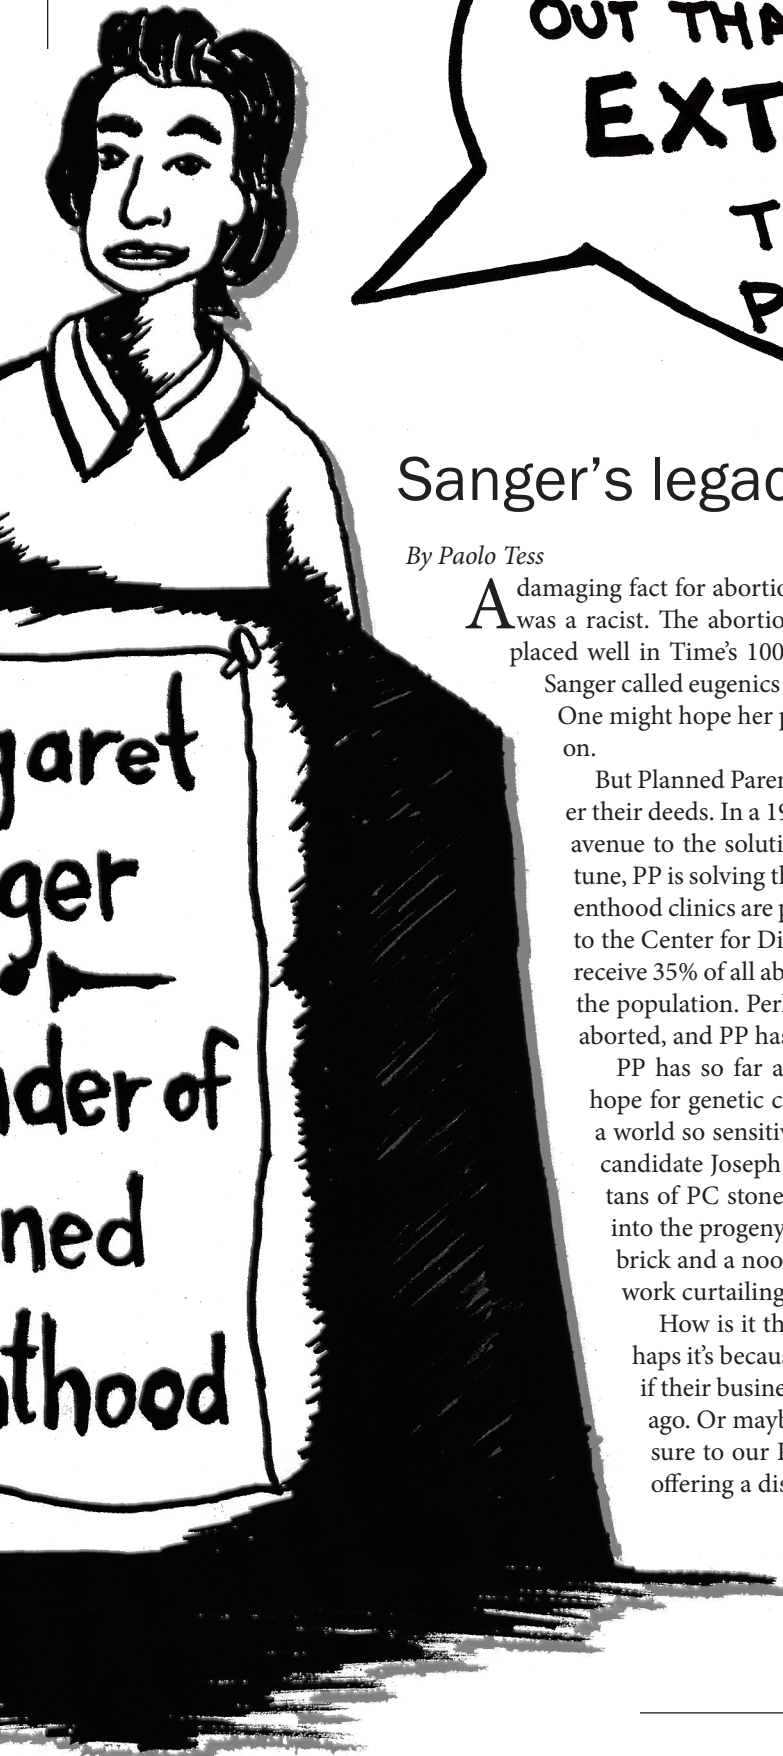 OUT THA
EXT
T
P
garet
ger
nder of
ned
nthood
Sanger’s legac
By Paolo Tess
A damaging fact for abortio
was a racist. The abortio
placed well in Time’s 100
Sanger called eugenics
One might hope her p
on.
But Planned Paren
er their deeds. In a 19
avenue to the soluti
tune, PP is solving th
enthood clinics are p
to the Center for Di
receive 35% of all ab
the population. Perh
aborted, and PP has
PP has so far a
hope for genetic c
a world so sensitiv
candidate Joseph
tans of PC stone
into the progeny
brick and a noo
work curtailing
How is it th
haps it’s becaus
if their busine
ago. Or mayb
sure to our P
offering a dis